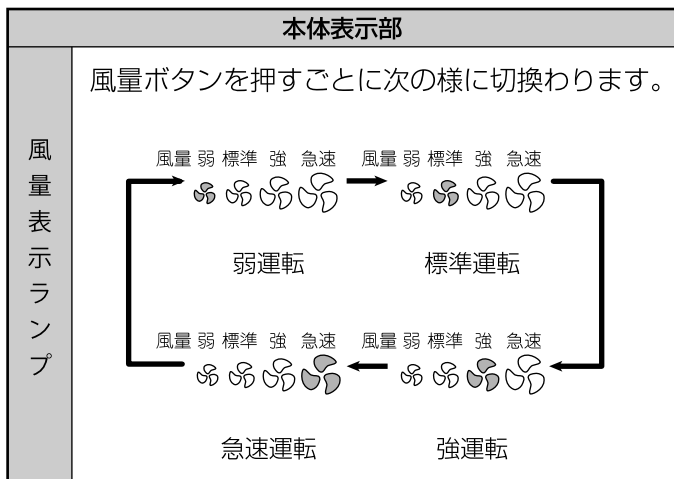 本体表示部
風量表示ランプ
風量ボタンを押すごとに次の様に切換わります。
風量 弱 標準 強 急速
弱運転
風量 弱 標準 強 急速
標準運転
風量 弱 標準 強 急速
急速運転
風量 弱 標準 強 急速
強運転